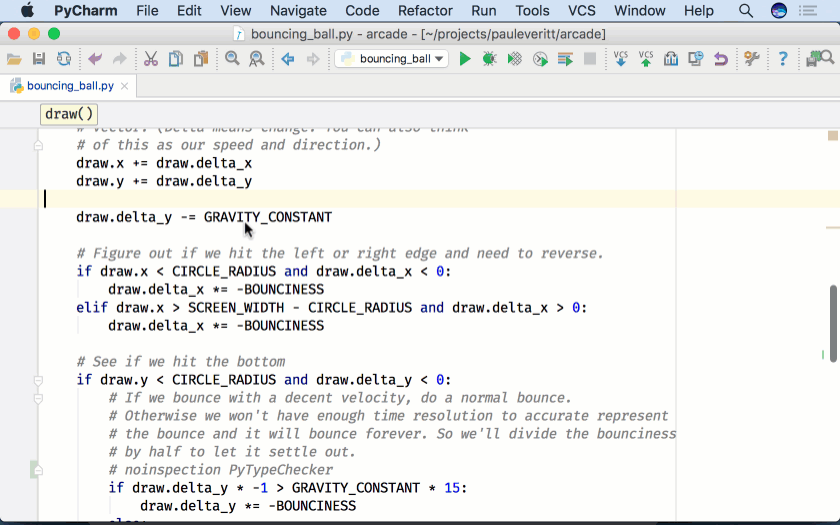 PyCharm File Edit View Navigate Code Refactor Run Tools VCS Window Help
bouncing_ball.py - arcade - [~/projects/pauleveritt/arcade]
bouncing_ball VCS VCS
bouncing_ball.py
draw()
# vector. (Delta means change. You can also think
# of this as our speed and direction.)
draw.x += draw.delta_x
draw.y += draw.delta_y
draw.delta_y -= GRAVITY_CONSTANT
# Figure out if we hit the left or right edge and need to reverse.
if draw.x < CIRCLE_RADIUS and draw.delta_x < 0:
draw.delta_x *= -BOUNCINESS
elif draw.x > SCREEN_WIDTH - CIRCLE_RADIUS and draw.delta_x > 0:
draw.delta_x *= -BOUNCINESS
# See if we hit the bottom
if draw.y < CIRCLE_RADIUS and draw.delta_y < 0:
# If we bounce with a decent velocity, do a normal bounce.
# Otherwise we won't have enough time resolution to accurate represent
# the bounce and it will bounce forever. So we'll divide the bounciness
# by half to let it settle out.
# noinspection PyTypeChecker
if draw.delta_y * -1 > GRAVITY_CONSTANT * 15:
draw.delta_y *= -BOUNCINESS
else: